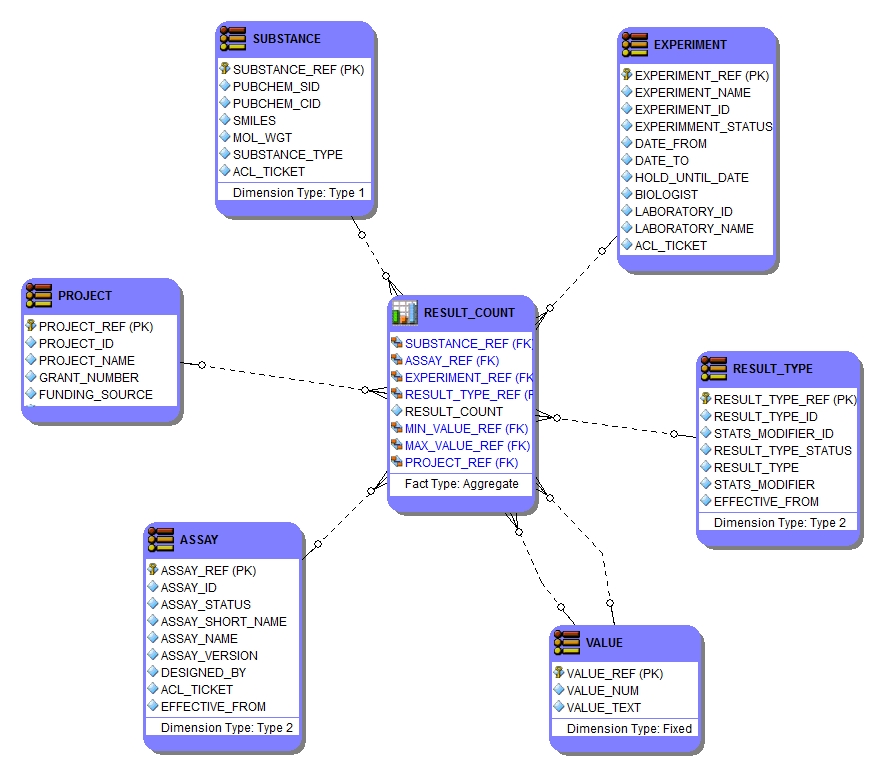 SUBSTANCE
SUBSTANCE_REF (PK)
PUBCHEM_SID
PUBCHEM_CID
SMILES
MOL_WGT
SUBSTANCE_TYPE
ACL_TICKET
Dimension Type: Type 1
EXPERIMENT
EXPERIMENT_REF (PK)
EXPERIMENT_NAME
EXPERIMENT_ID
EXPERIMMENT_STATUS
DATE_FROM
DATE_TO
HOLD_UNTIL_DATE
BIOLOGIST
LABORATORY_ID
LABORATORY_NAME
ACL_TICKET
PROJECT
PROJECT_REF (PK)
PROJECT_ID
PROJECT_NAME
GRANT_NUMBER
FUNDING_SOURCE
RESULT_COUNT
SUBSTANCE_REF (FK)
ASSAY_REF (FK)
EXPERIMENT_REF (FK
RESULT_TYPE_REF (F
RESULT_COUNT
MIN_VALUE_REF (FK)
MAX_VALUE_REF (FK)
PROJECT_REF (FK)
Fact Type: Aggregate
RESULT_TYPE
RESULT_TYPE_REF (PK)
RESULT_TYPE_ID
STATS_MODIFIER_ID
RESULT_TYPE_STATUS
RESULT_TYPE
STATS_MODIFIER
EFFECTIVE_FROM
Dimension Type: Type 2
ASSAY
ASSAY_REF (PK)
ASSAY_ID
ASSAY_STATUS
ASSAY_SHORT_NAME
ASSAY_NAME
ASSAY_VERSION
DESIGNED_BY
ACL_TICKET
EFFECTIVE_FROM
Dimension Type: Type 2
VALUE
VALUE_REF (PK)
VALUE_NUM
VALUE_TEXT
Dimension Type: Fixed